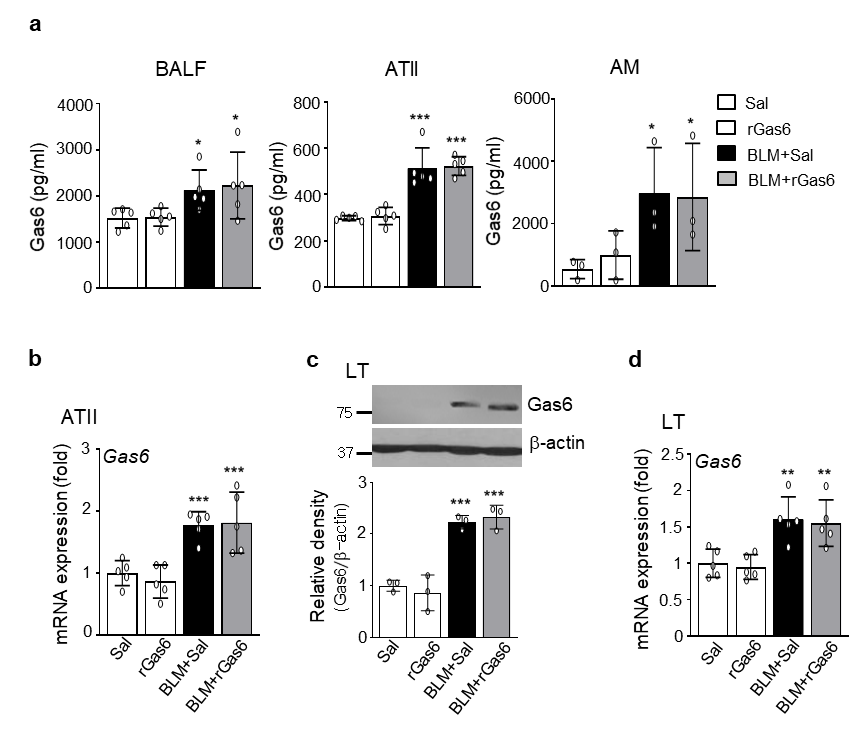 a
BALF
ATII
AM
4000
3000
2000
1000
0
Gas6 (pg/ml)
*
*
800
600
400
200
0
Gas6 (pg/ml)
***
***
6000
4000
2000
0
Gas6 (pg/ml)
*
*
Sal
rGas6
BLM+Sal
BLM+rGas6
b
ATII
Gas6
3
2
1
0
mRNA expression (fold)
***
***
Sal
rGas6
BLM+Sal
BLM+rGas6
c
LT
75
Gas6
37
β-actin
3
2
1
0
Relative density
(Gas6/β−actin)
***
***
Sal
rGas6
BLM+Sal
BLM+rGas6
d
LT
Gas6
2.5
2
1.5
1
0.5
0
mRNA expression (fold)
**
**
Sal
rGas6
BLM+Sal
BLM+rGas6